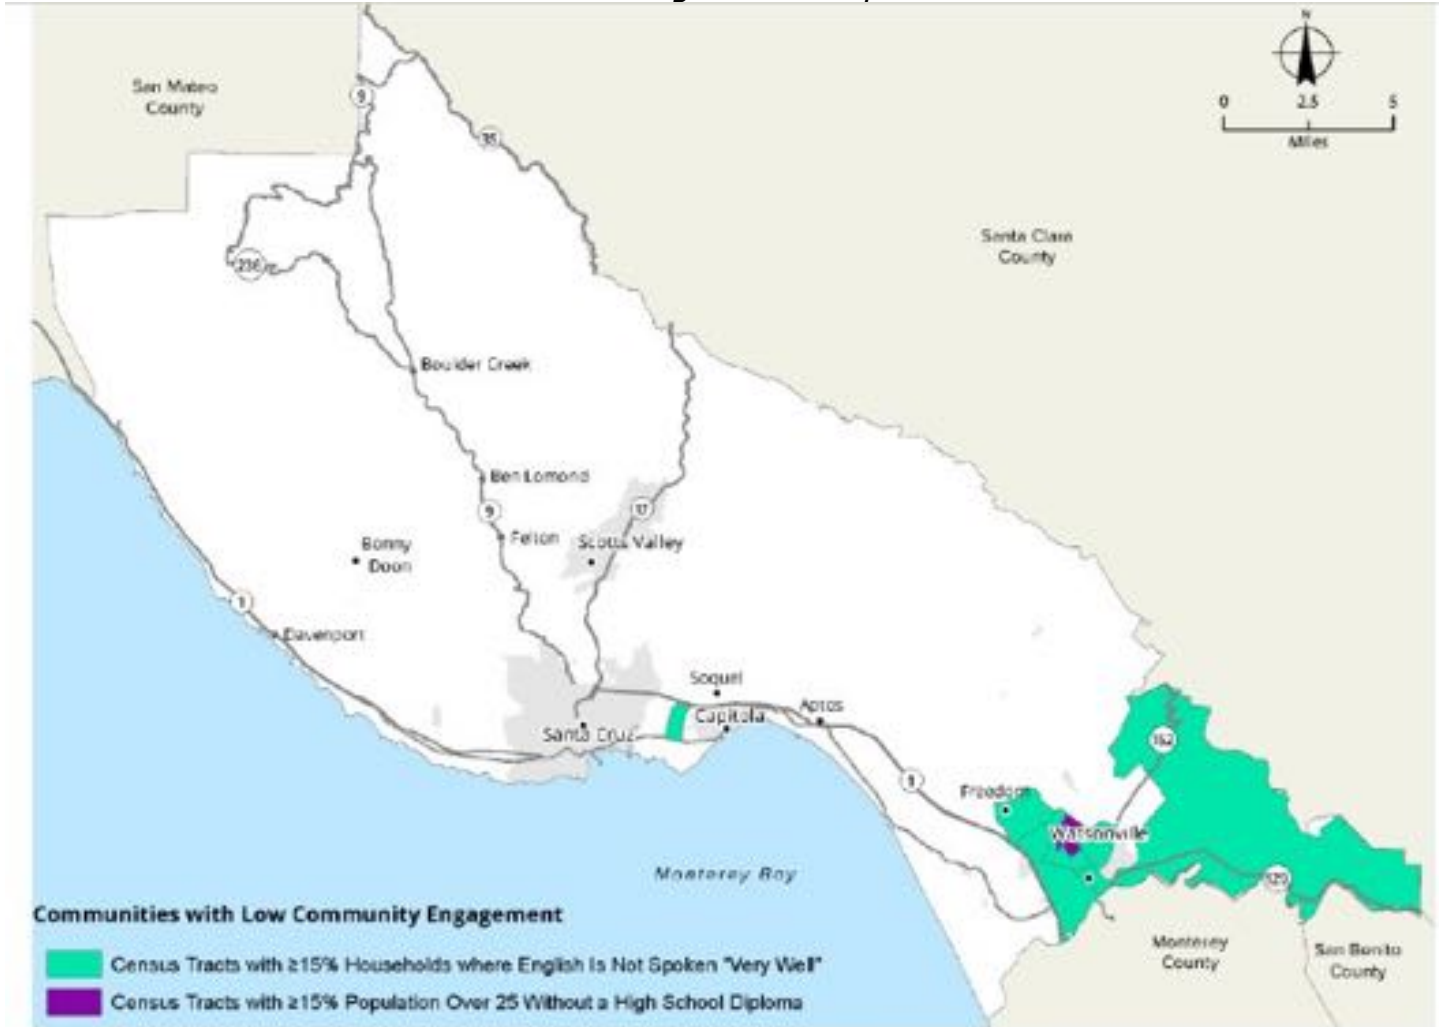 N
0 2.5 5
Miles
San Mateo
County
9
35
Santa Clara
County
236
Boulder Creek
Ben Lomond
9
17
Felton
Scotts Valley
Bonny
Doon
1
Davenport
Soquel
Aptos
Capitola
Santa Cruz
152
1
Freedom
Watsonville
129
Monterey Bay
Monterey
County
San Benito
County
Communities with Low Community Engagement
Census Tracts with ≥15% Households where English Is Not Spoken "Very Well"
Census Tracts with ≥15% Population Over 25 Without a High School Diploma